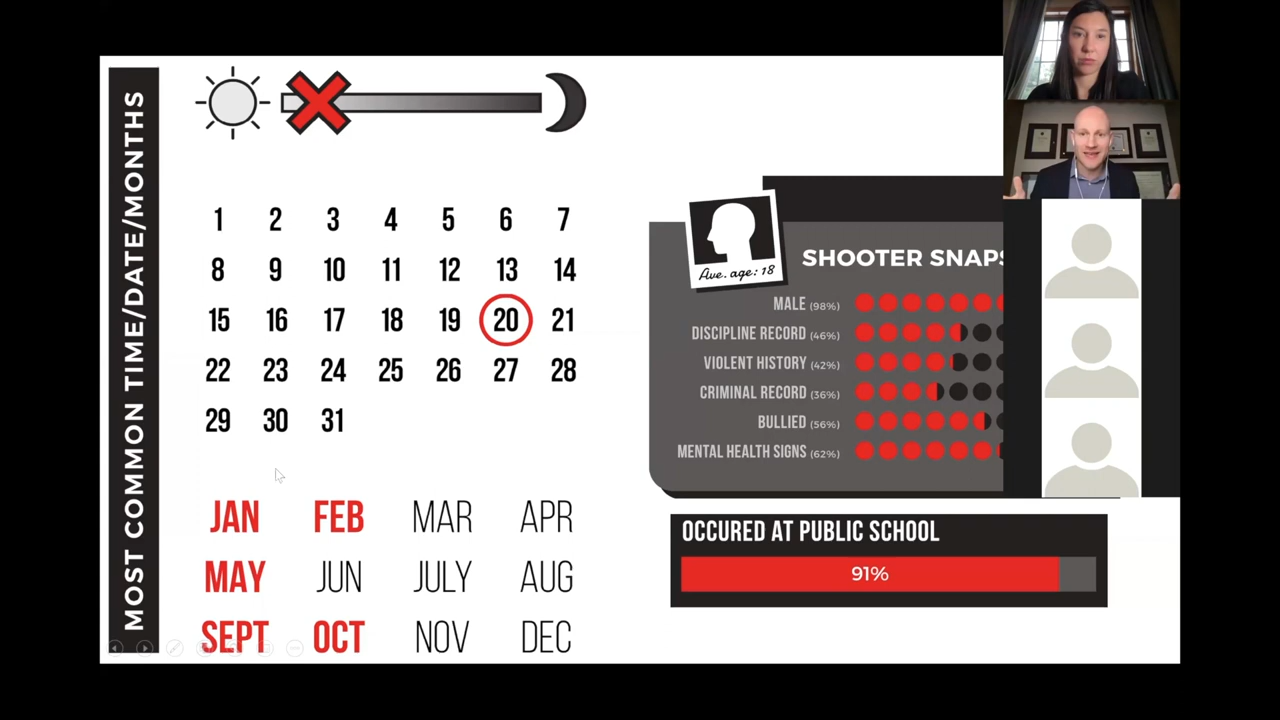 MOST COMMON TIME/DATE/MONTHS
1 2 3 4 5 6 7
8 9 10 11 12 13 14
15 16 17 18 19 20 21
22 23 24 25 26 27 28
29 30 31
JAN FEB MAR APR
MAY JUN JULY AUG
SEPT OCT NOV DEC
Ave. age: 18
SHOOTER SNAPS
MALE (98%)
DISCIPLINE RECORD (46%)
VIOLENT HISTORY (42%)
CRIMINAL RECORD (36%)
BULLIED (56%)
MENTAL HEALTH SIGNS (62%)
OCCURED AT PUBLIC SCHOOL
91%